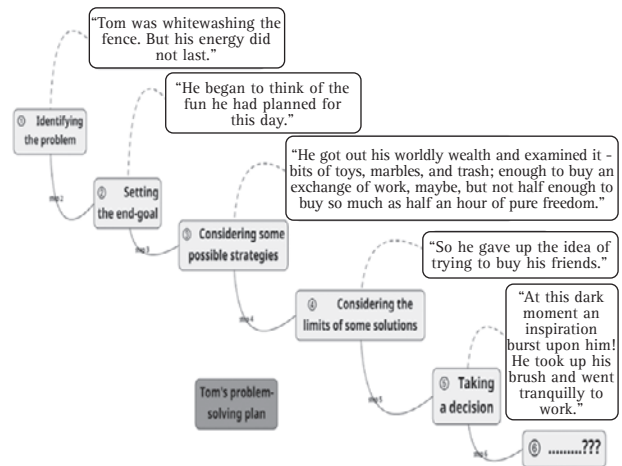 “Tom was whitewashing the
fence. But his energy did
not last.”
① Identifying
the problem
“He began to think of the
fun he had planned for
this day.”
step2
② Setting
the end-goal
“He got out his worldly wealth and examined it -
bits of toys, marbles, and trash; enough to buy an
exchange of work, maybe, but not half enough to
buy so much as half an hour of pure freedom.”
step3
③ Considering some
possible strategies
“So he gave up the idea of
trying to buy his friends.”
step4
④ Considering the
limits of some solutions
“At this dark
moment an
inspiration
burst upon him!
He took up his
brush and went
tranquilly to
work.”
step5
⑤ Taking
a decision
Tom's problem-
solving plan
step6
⑥ .........???